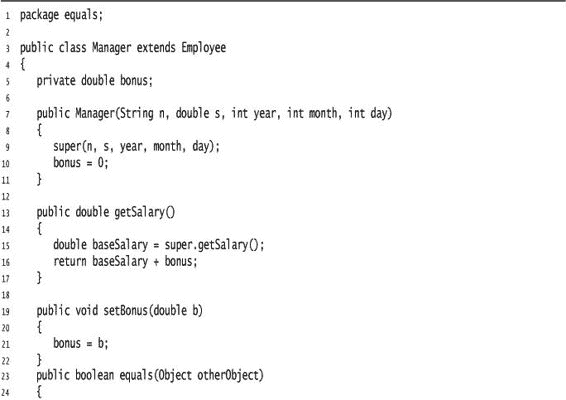 1 package equals;
2
3 public class Manager extends Employee
4 {
5    private double bonus;
6
7    public Manager(String n, double s, int year, int month, int day)
8    {
9       super(n, s, year, month, day);
10       bonus = 0;
11    }
12
13    public double getSalary()
14    {
15       double baseSalary = super.getSalary();
16       return baseSalary + bonus;
17    }
18
19    public void setBonus(double b)
20    {
21       bonus = b;
22    }
23    public boolean equals(Object otherObject)
24    {